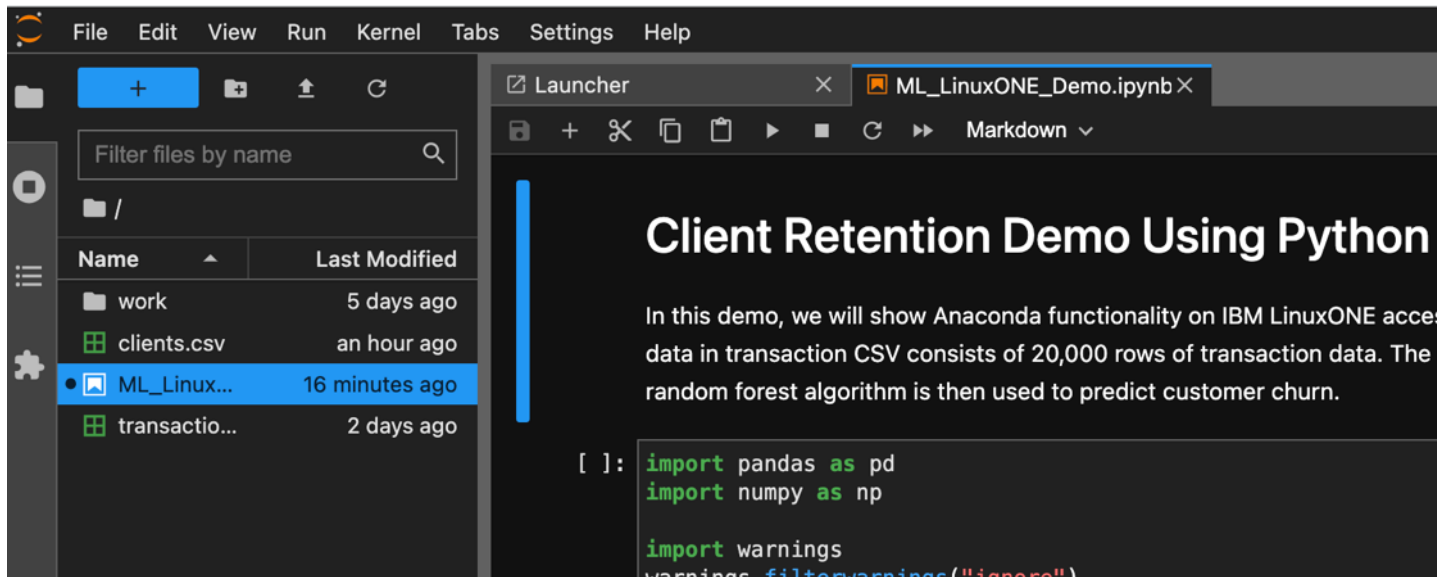 File Edit View Run Kernel Tabs Settings Help
+
Filter files by name
/
Name Last Modified
work 5 days ago
clients.csv an hour ago
ML_Linux... 16 minutes ago
transactio... 2 days ago
Launcher ML_LinuxONE_Demo.ipynb
Markdown
Client Retention Demo Using Python
In this demo, we will show Anaconda functionality on IBM LinuxONE
data in transaction CSV consists of 20,000 rows of transaction data. The
random forest algorithm is then used to predict customer churn.
[ ]: import pandas as pd
import numpy as np
import warnings
warnings.filterwarnings("ignore")